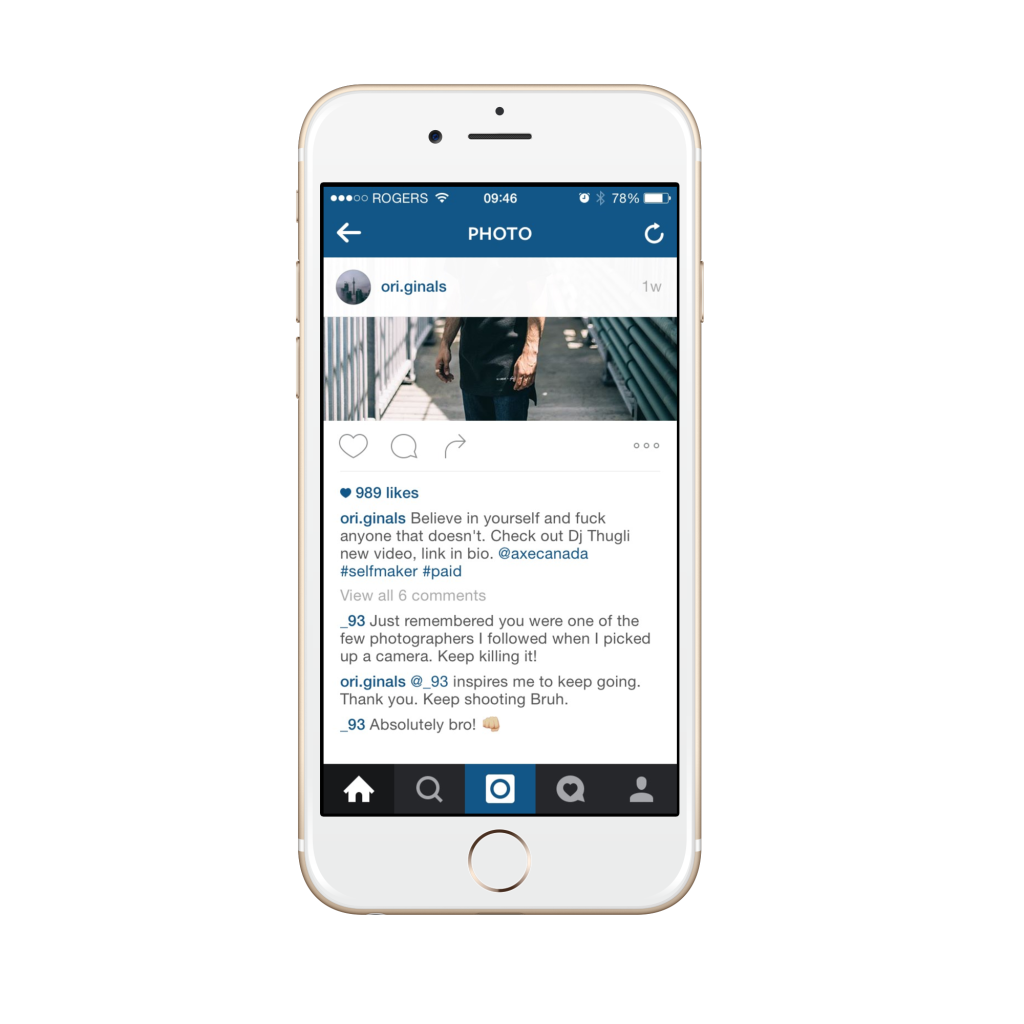 ROGERS 09:46 78%
PHOTO
ori.ginals 1w
989 likes
ori.ginals Believe in yourself and fuck
anyone that doesn't. Check out Dj Thugli
new video, link in bio. @axecanada
#selfmaker #paid
View all 6 comments
_93 Just remembered you were one of the
few photographers I followed when I picked
up a camera. Keep killing it!
ori.ginals @_93 inspires me to keep going.
Thank you. Keep shooting Bruh.
_93 Absolutely bro! 👊🏼